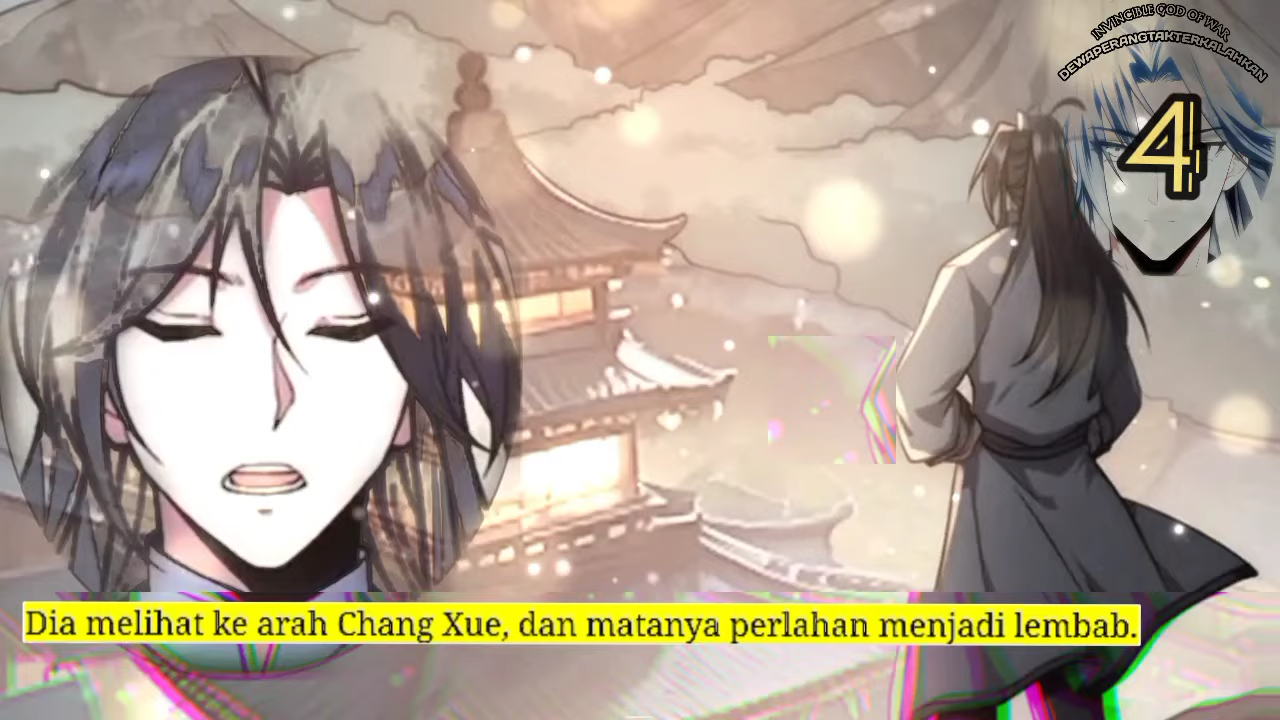 INVINCIBLE GOD OF WAR
DEWAPERANGTAKTERKALAHKAN
4
Dia melihat ke arah Chang Xue, dan matanya perlahan menjadi lembab.